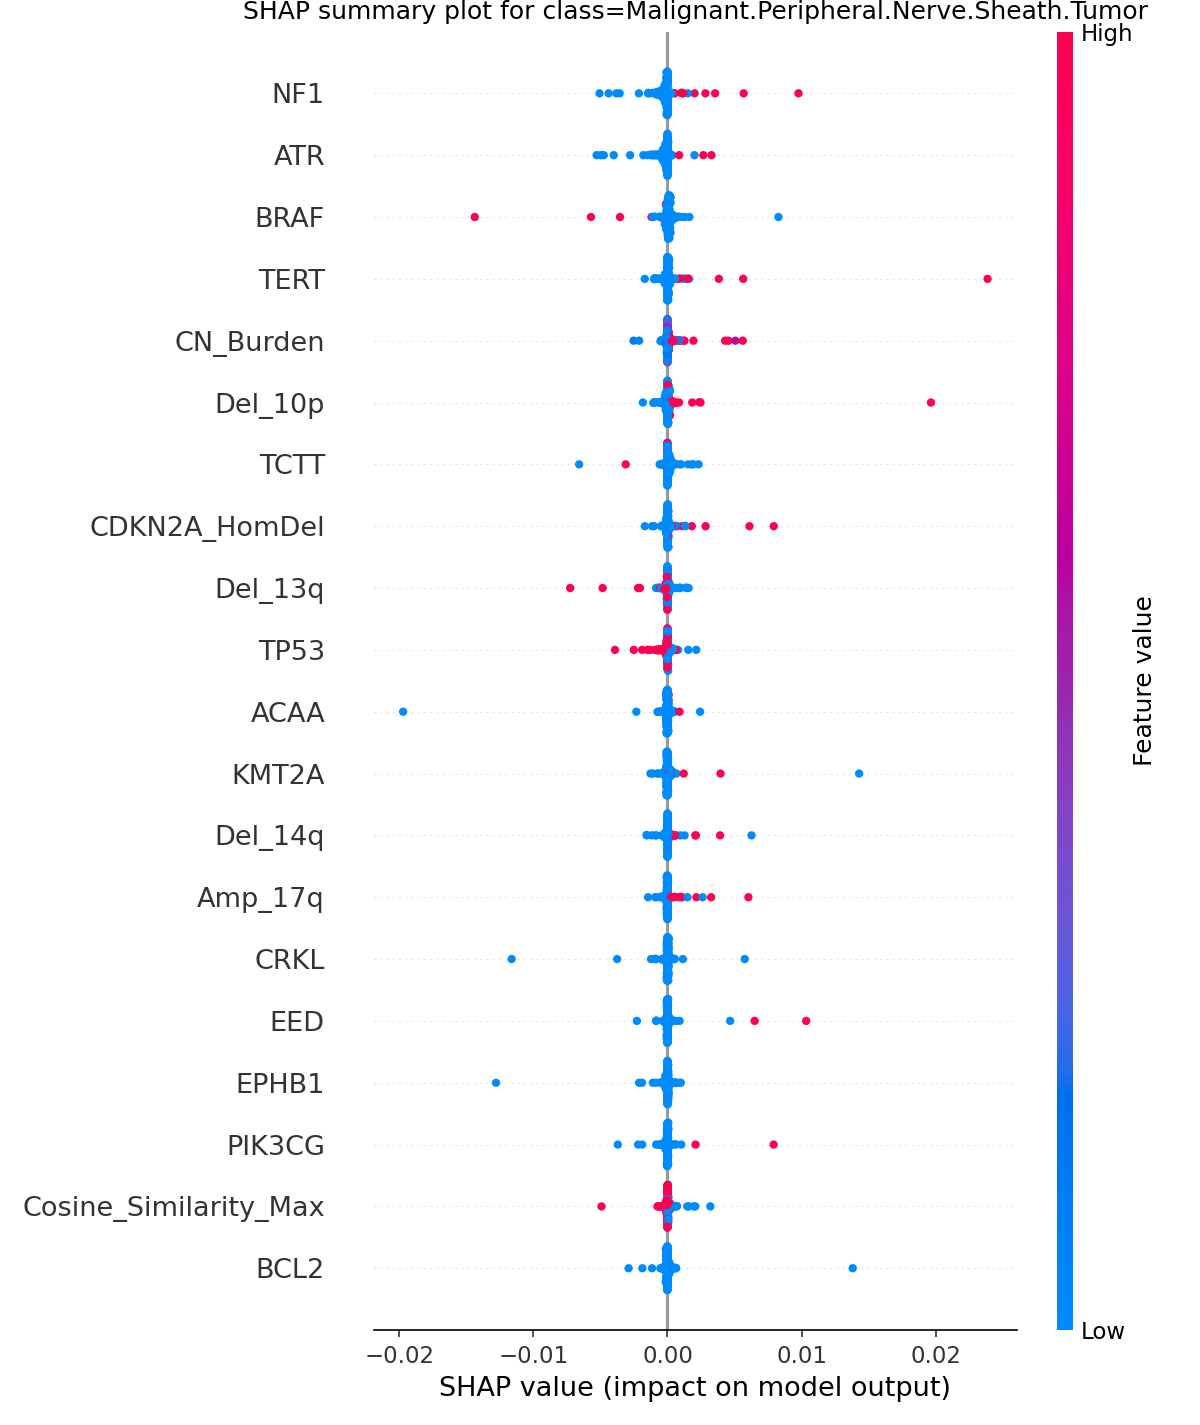 SHAP summary plot for class=Malignant.Peripheral.Nerve.Sheath.Tumor
High
NF1
ATR
BRAF
TERT
CN_Burden
Del_10p
TCTT
CDKN2A_HomDel
Del_13q
TP53
ACAA
KMT2A
Del_14q
Amp_17q
CRKL
EED
EPHB1
PIK3CG
Cosine_Similarity_Max
BCL2
Feature value
Low
−0.02 −0.01 0.00 0.01 0.02
SHAP value (impact on model output)